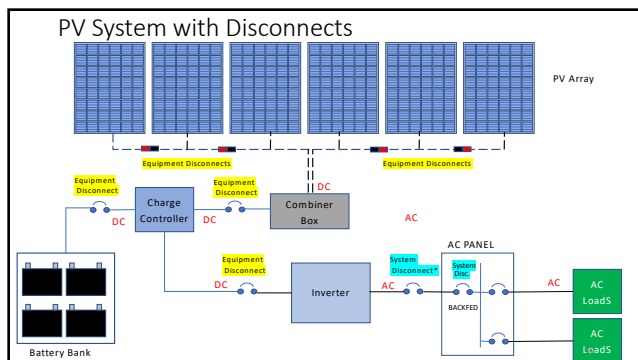 PV System with Disconnects
PV Array
Equipment Disconnects
Equipment Disconnects
Equipment
Disconnect
Equipment
Disconnect
DC
Charge
Controller
DC
DC
Combiner
Box
AC
AC PANEL
Equipment
Disconnect
System
Disconnect*
System
Disc.
DC
Inverter
AC
BACKFED
AC
AC
LoadS
AC
LoadS
Battery Bank